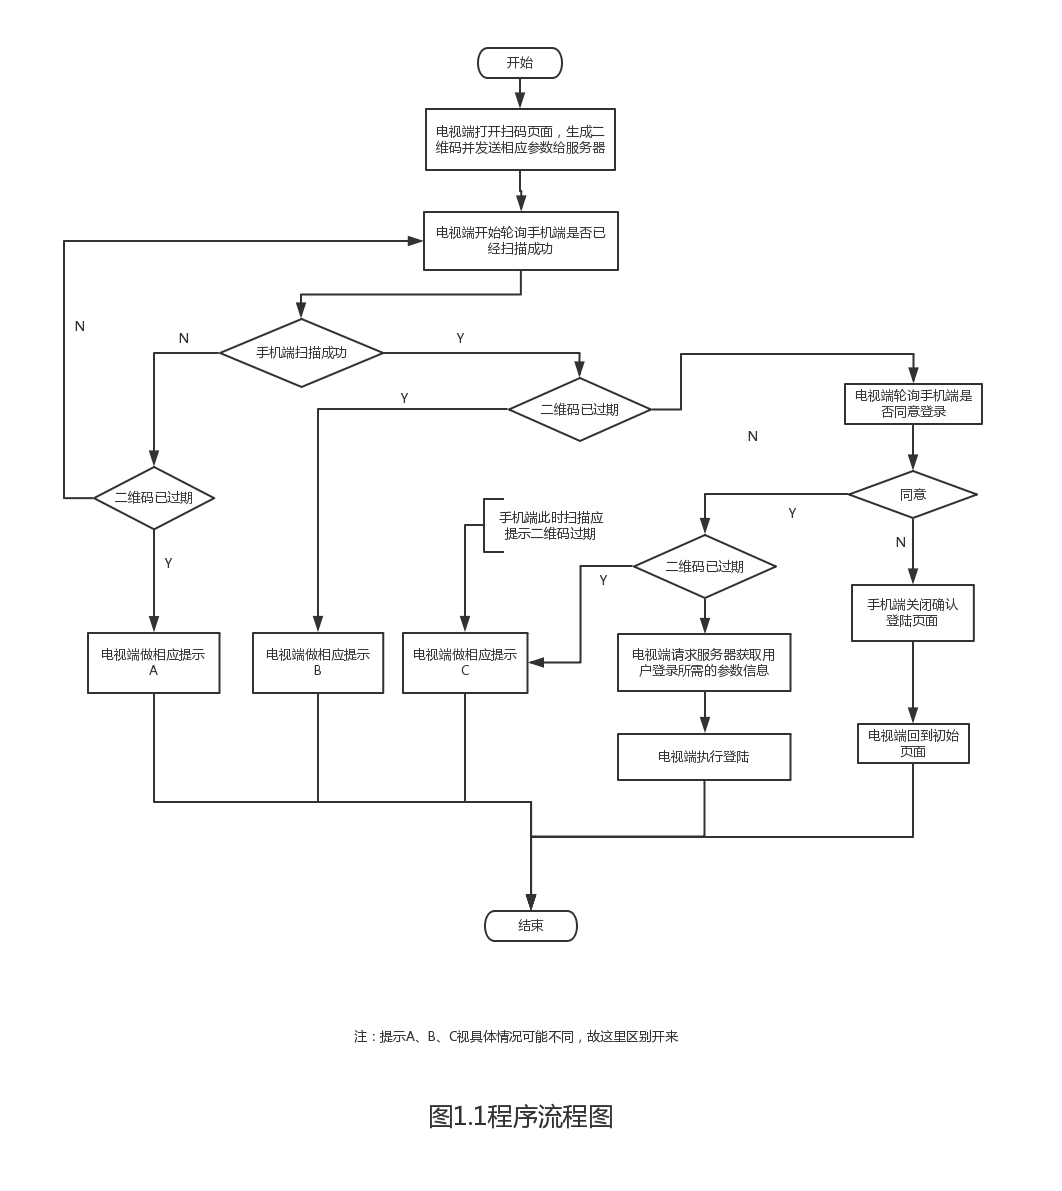 开始
电视端打开扫码页面，生成二
维码并发送相应参数给服务器
电视端开始轮询手机端是否已
经扫描成功
N
N
手机端扫描成功
Y
二维码已过期
Y
电视端轮询手机端是
否同意登录
N
二维码已过期
同意
Y
N
手机端此时扫描应
提示二维码过期
Y
二维码已过期
Y
手机端关闭确认
登陆页面
电视端做相应提示
A
电视端做相应提示
B
电视端做相应提示
C
电视端请求服务器获取用
户登录所需的参数信息
电视端执行登陆
电视端回到初始
页面
结束
注：提示A、B、C视具体情况可能不同，故这里区别开来
图1.1程序流程图